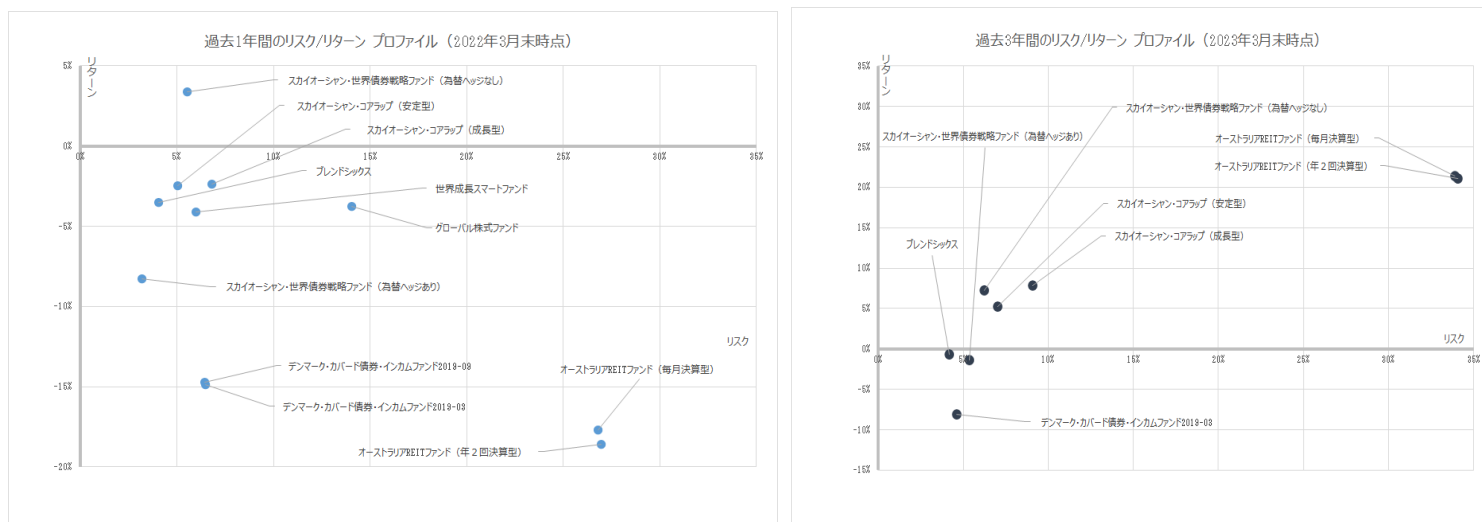 過去1年間のリスク/リターン プロファイル（2022年3月末時点）
リターン
5%
0%
-5%
-10%
-15%
-20%
0%
5%
10%
15%
20%
25%
30%
35%
リスク
スカイオーシャン・世界債券戦略ファンド（為替ヘッジなし）
スカイオーシャン・コアラップ（安定型）
スカイオーシャン・コアラップ（成長型）
ブレンドシックス
世界成長スマートファンド
グローバル株式ファンド
スカイオーシャン・世界債券戦略ファンド（為替ヘッジあり）
デンマーク・カバード債券・インカムファンド2019-09
デンマーク・カバード債券・インカムファンド2019-03
オーストラリアREITファンド（毎月決算型）
オーストラリアREITファンド（年２回決算型）
過去3年間のリスク/リターン プロファイル（2023年3月末時点）
リターン
35%
30%
25%
20%
15%
10%
5%
0%
-5%
-10%
-15%
0%
5%
10%
15%
20%
25%
30%
35%
リスク
スカイオーシャン・世界債券戦略ファンド（為替ヘッジなし）
スカイオーシャン・世界債券戦略ファンド（為替ヘッジあり）
オーストラリアREITファンド（毎月決算型）
オーストラリアREITファンド（年２回決算型）
スカイオーシャン・コアラップ（安定型）
スカイオーシャン・コアラップ（成長型）
ブレンドシックス
デンマーク・カバード債券・インカムファンド2019-03